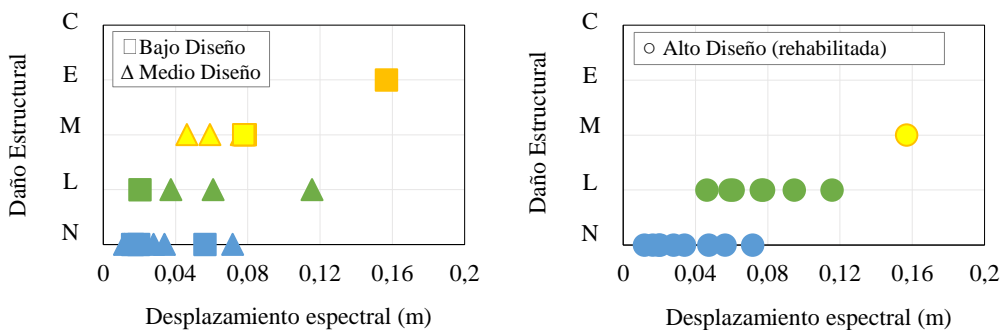 Daño Estructural
C
E
M
L
N
□ Bajo Diseño
Δ Medio Diseño
0 0,04 0,08 0,12 0,16 0,2
Desplazamiento espectral (m)
Daño Estructural
C
E
M
L
N
○ Alto Diseño (rehabilitada)
0 0,04 0,08 0,12 0,16 0,2
Desplazamiento espectral (m)